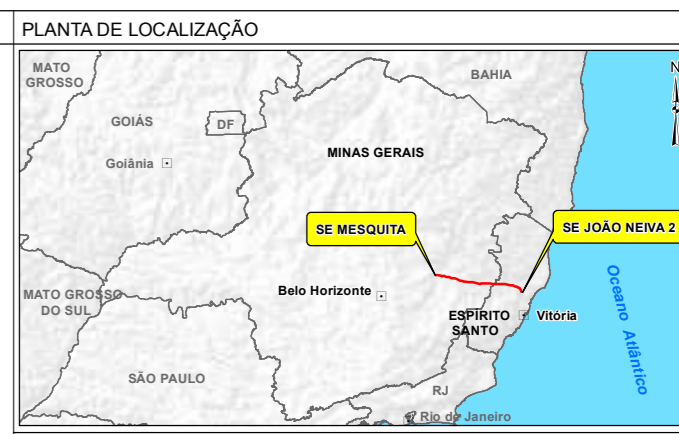 PLANTA DE LOCALIZAÇÃO
MATO
GROSSO
BAHIA
N
GOIÁS
DF
Goiânia
MINAS GERAIS
SE MESQUITA
SE JOÃO NEIVA 2
MATO GROSSO
DO SUL
Belo Horizonte
ESPÍRITO
SANTO
Vitória
Oceano Atlântico
SÃO PAULO
RJ
Rio de Janeiro